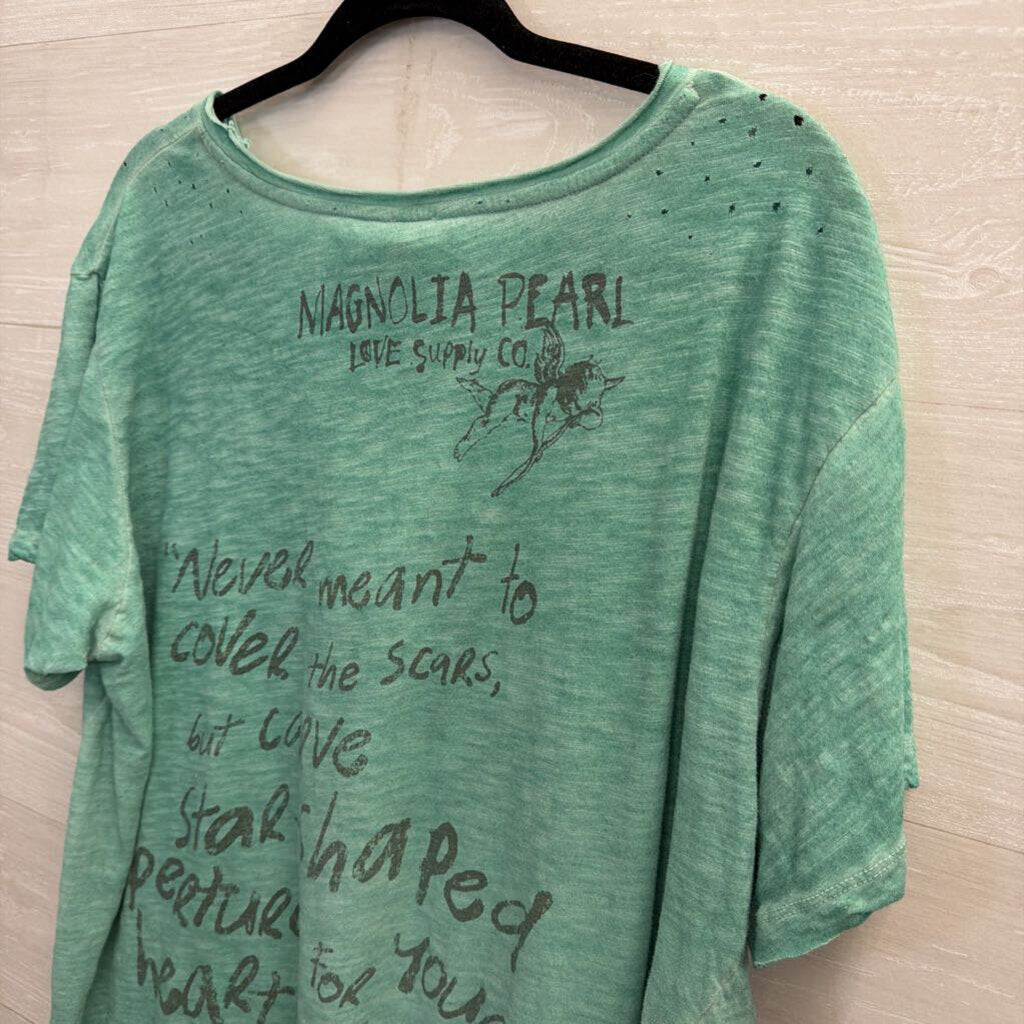 MAGNOLIA PEARL
LOVE Supply CO.
"Never meant to
cover the scars,
but carve
star shaped
heart for your